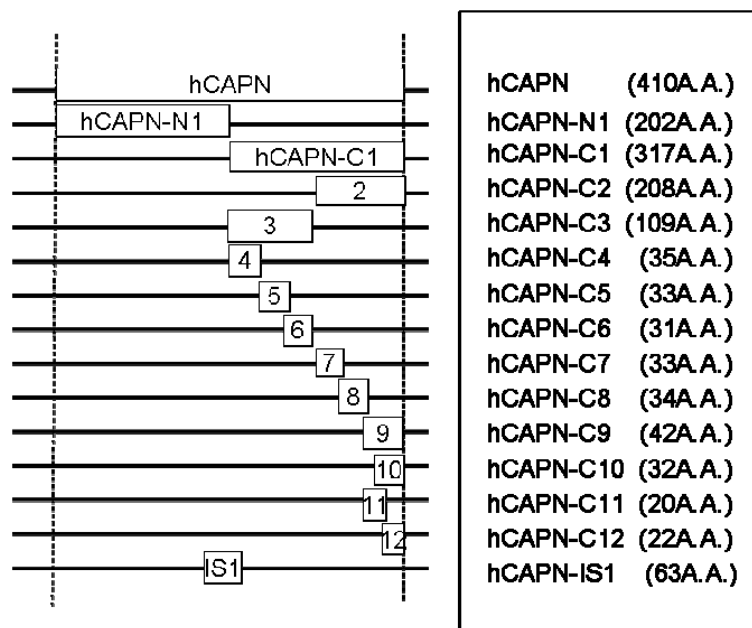 hCAPN
hCAPN-N1
hCAPN-C1
2
3
4
5
6
7
8
9
10
11
12
IS1
hCAPN (410A.A.)
hCAPN-N1 (202A.A.)
hCAPN-C1 (317A.A.)
hCAPN-C2 (208A.A.)
hCAPN-C3 (109A.A.)
hCAPN-C4 (35A.A.)
hCAPN-C5 (33A.A.)
hCAPN-C6 (31A.A.)
hCAPN-C7 (33A.A.)
hCAPN-C8 (34A.A.)
hCAPN-C9 (42A.A.)
hCAPN-C10 (32A.A.)
hCAPN-C11 (20A.A.)
hCAPN-C12 (22A.A.)
hCAPN-IS1 (63A.A.)